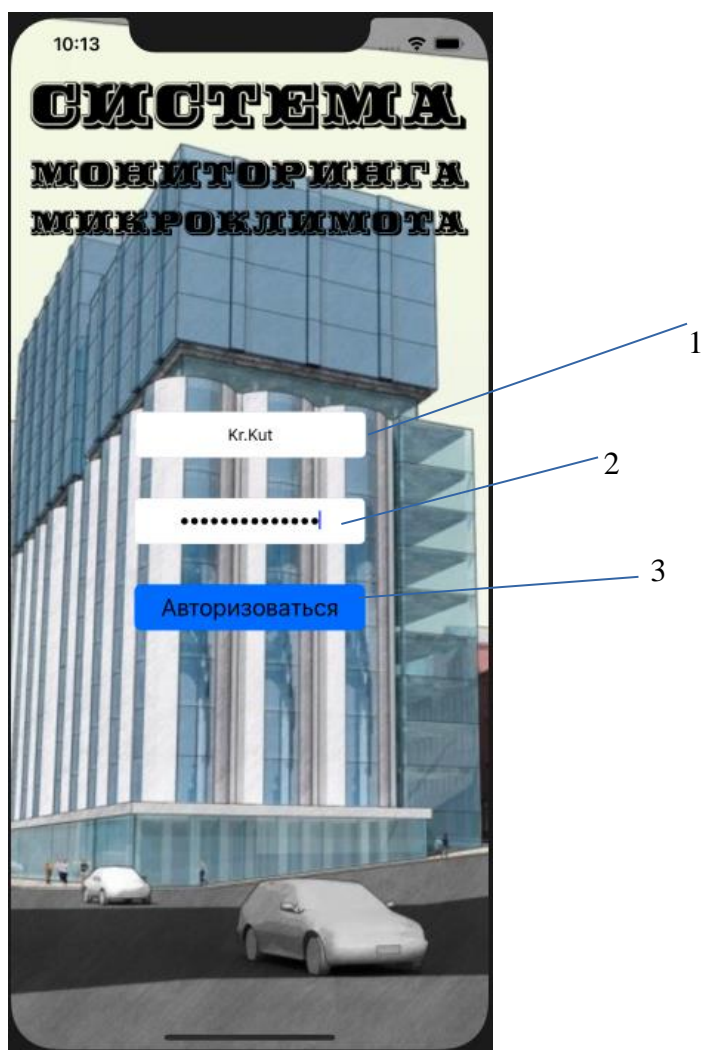 10:13
СИСТЕМА
МОНИТОРИНГА
МИКРОКЛИМОТА
1
Kr.Kut
2
3
Авторизоваться